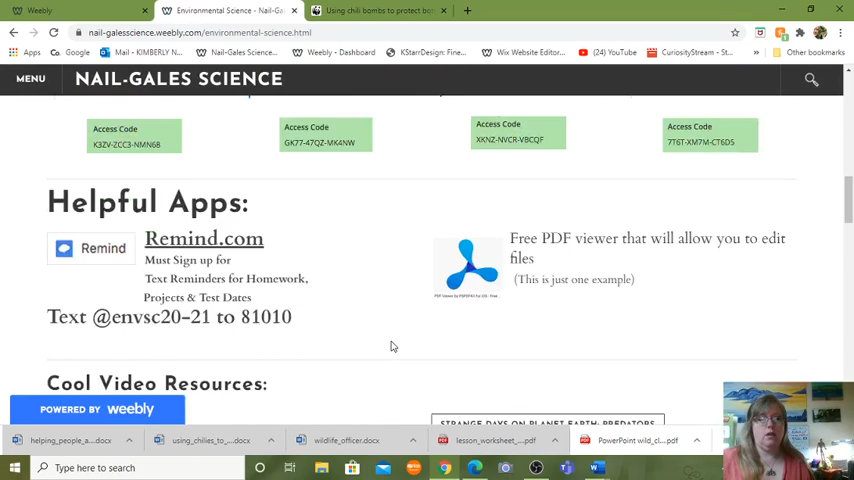 Weebly
Environmental Science - Nail-Gal
Using chili bombs to protect bot
nail-galesscience.weebly.com/environmental-science.html
Apps
Google
Mail - KIMBERLY N...
Nail-Gales Science...
Weebly - Dashboard
KStarrDesign: Fine...
Wix Website Editor...
(24) YouTube
CuriosityStream - C...
Other bookmarks
MENU
NAIL-GALES SCIENCE
Access Code
K3ZV-ZCC3-NMN6B
Access Code
GK77-47QZ-MK4NW
Access Code
XKNZ-NVCR-VBCQF
Access Code
7T6T-XM7M-CT6D5
Helpful Apps:
Remind
Remind.com
Must Sign up for
Text Reminders for Homework,
Projects & Test Dates
Text @envsc20-21 to 81010
Free PDF viewer that will allow you to edit
files
(This is just one example)
Cool Video Resources:
STRANGE DAYS ON PLANET EARTH: PREDATORS
POWERED BY weebly
helping_people_a....docx
using_chilies_to_....docx
wildlife_officer.docx
lesson_worksheet_....pdf
PowerPoint wild_cl....pdf
Type here to search